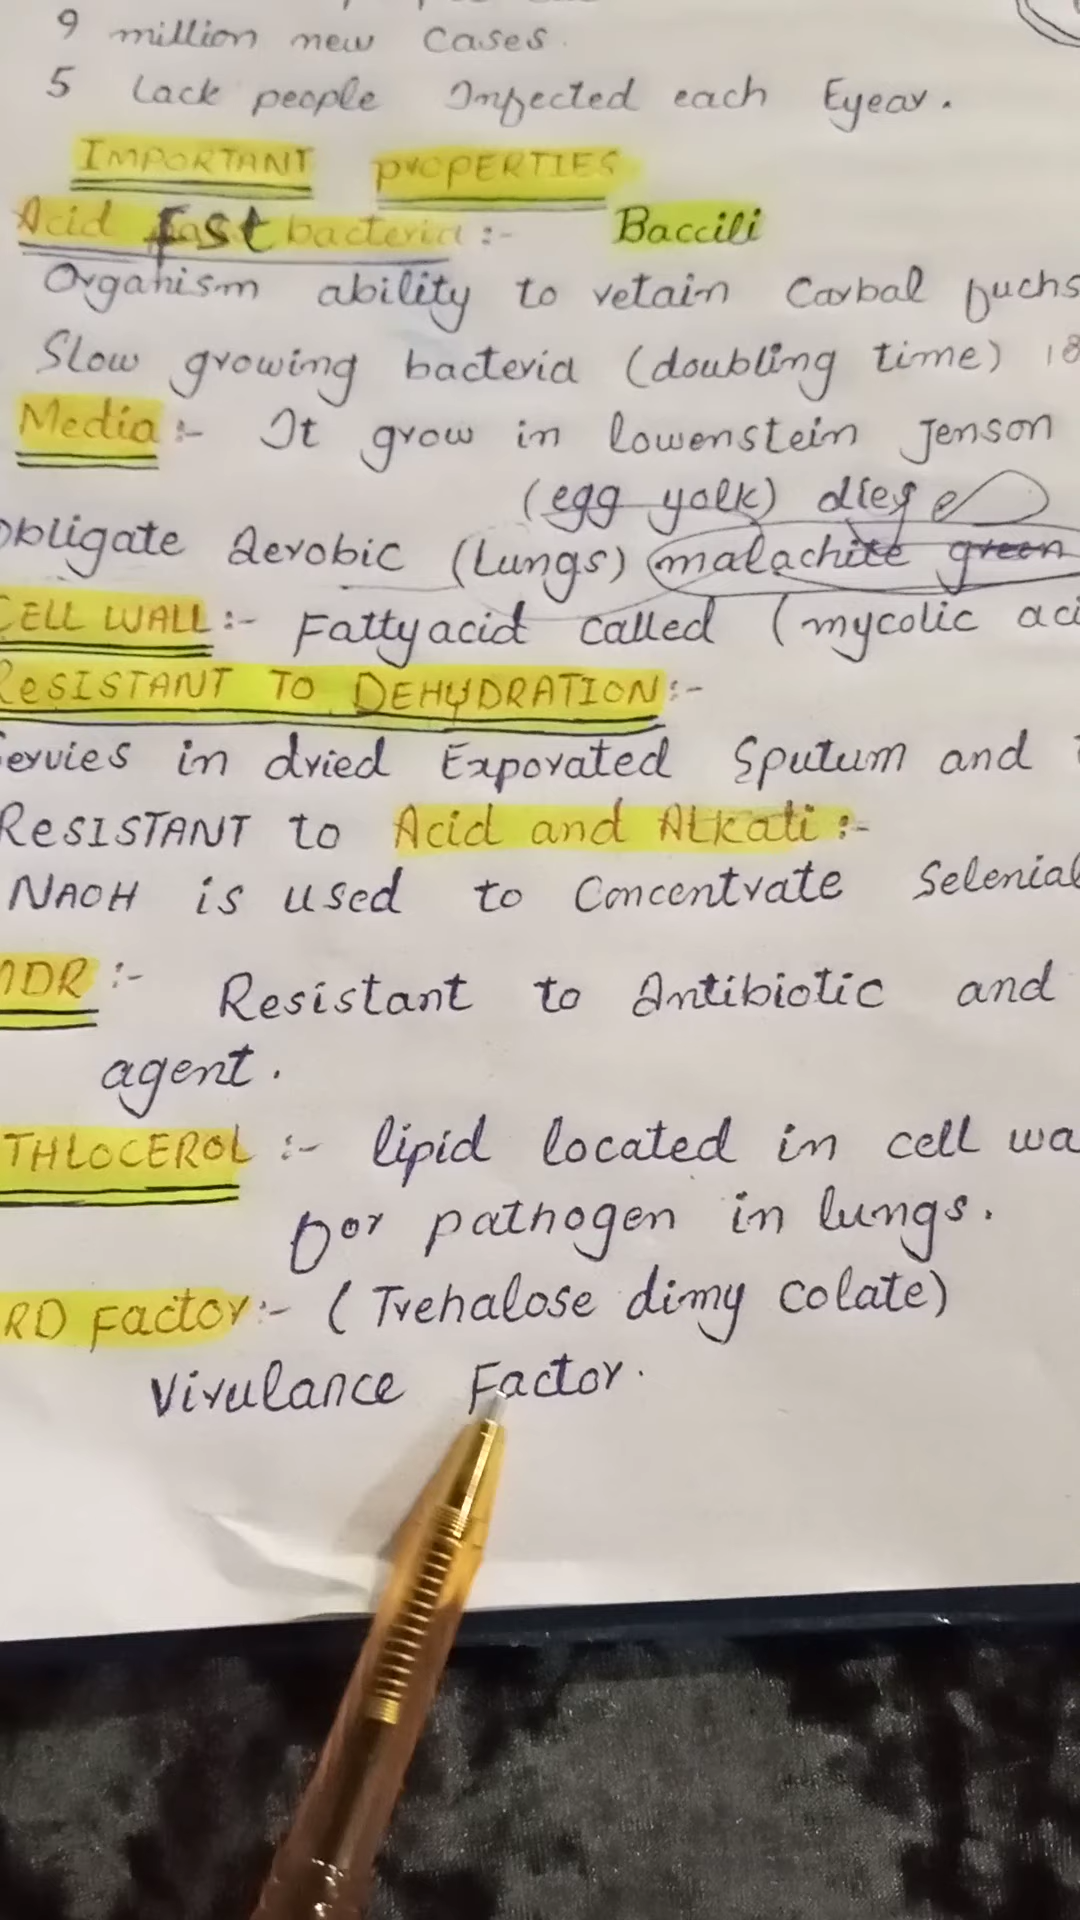 9 million new Cases.
5 Lack people Infected each Eyear.
IMPORTANT PROPERTIES
Acid Fast bacteria :- Baccili
Organism ability to retain Carbal fuchs
Slow growing bacteria (doubling time) 18
Media :- It grow in lowenstein Jenson
(egg yolk) dieg
Obligate Aerobic (Lungs) malachite green
CELL WALL :- Fattyacid called (mycolic aci
ReSISTANT TO DEHYDRATION :-
Servies in dried Exporated Sputum and
ReSISTANT to Acid and ALKali :-
NAOH is used to Concentrate Selenial
MDR :- Resistant to Antibiotic and
agent.
THLOCEROL :- lipid located in cell wa
for pathogen in lungs.
RD Factor :- (Trehalose dimy colate)
Virulance Factor.